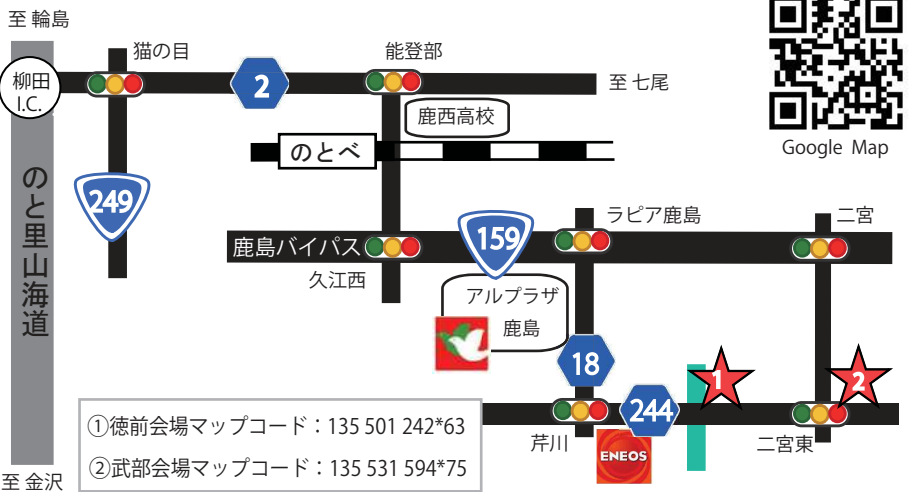 至 輪島
猫の目
能登部
柳田
I.C.
2
至 七尾
鹿西高校
Google Map
のとべ
のと里山海道
249
ラピア鹿島
二宮
159
鹿島バイパス
久江西
アルプラザ
鹿島
18
1
2
244
①徳前会場マップコード：135 501 242*63
芹川
ENEOS
二宮東
②武部会場マップコード：135 531 594*75
至 金沢